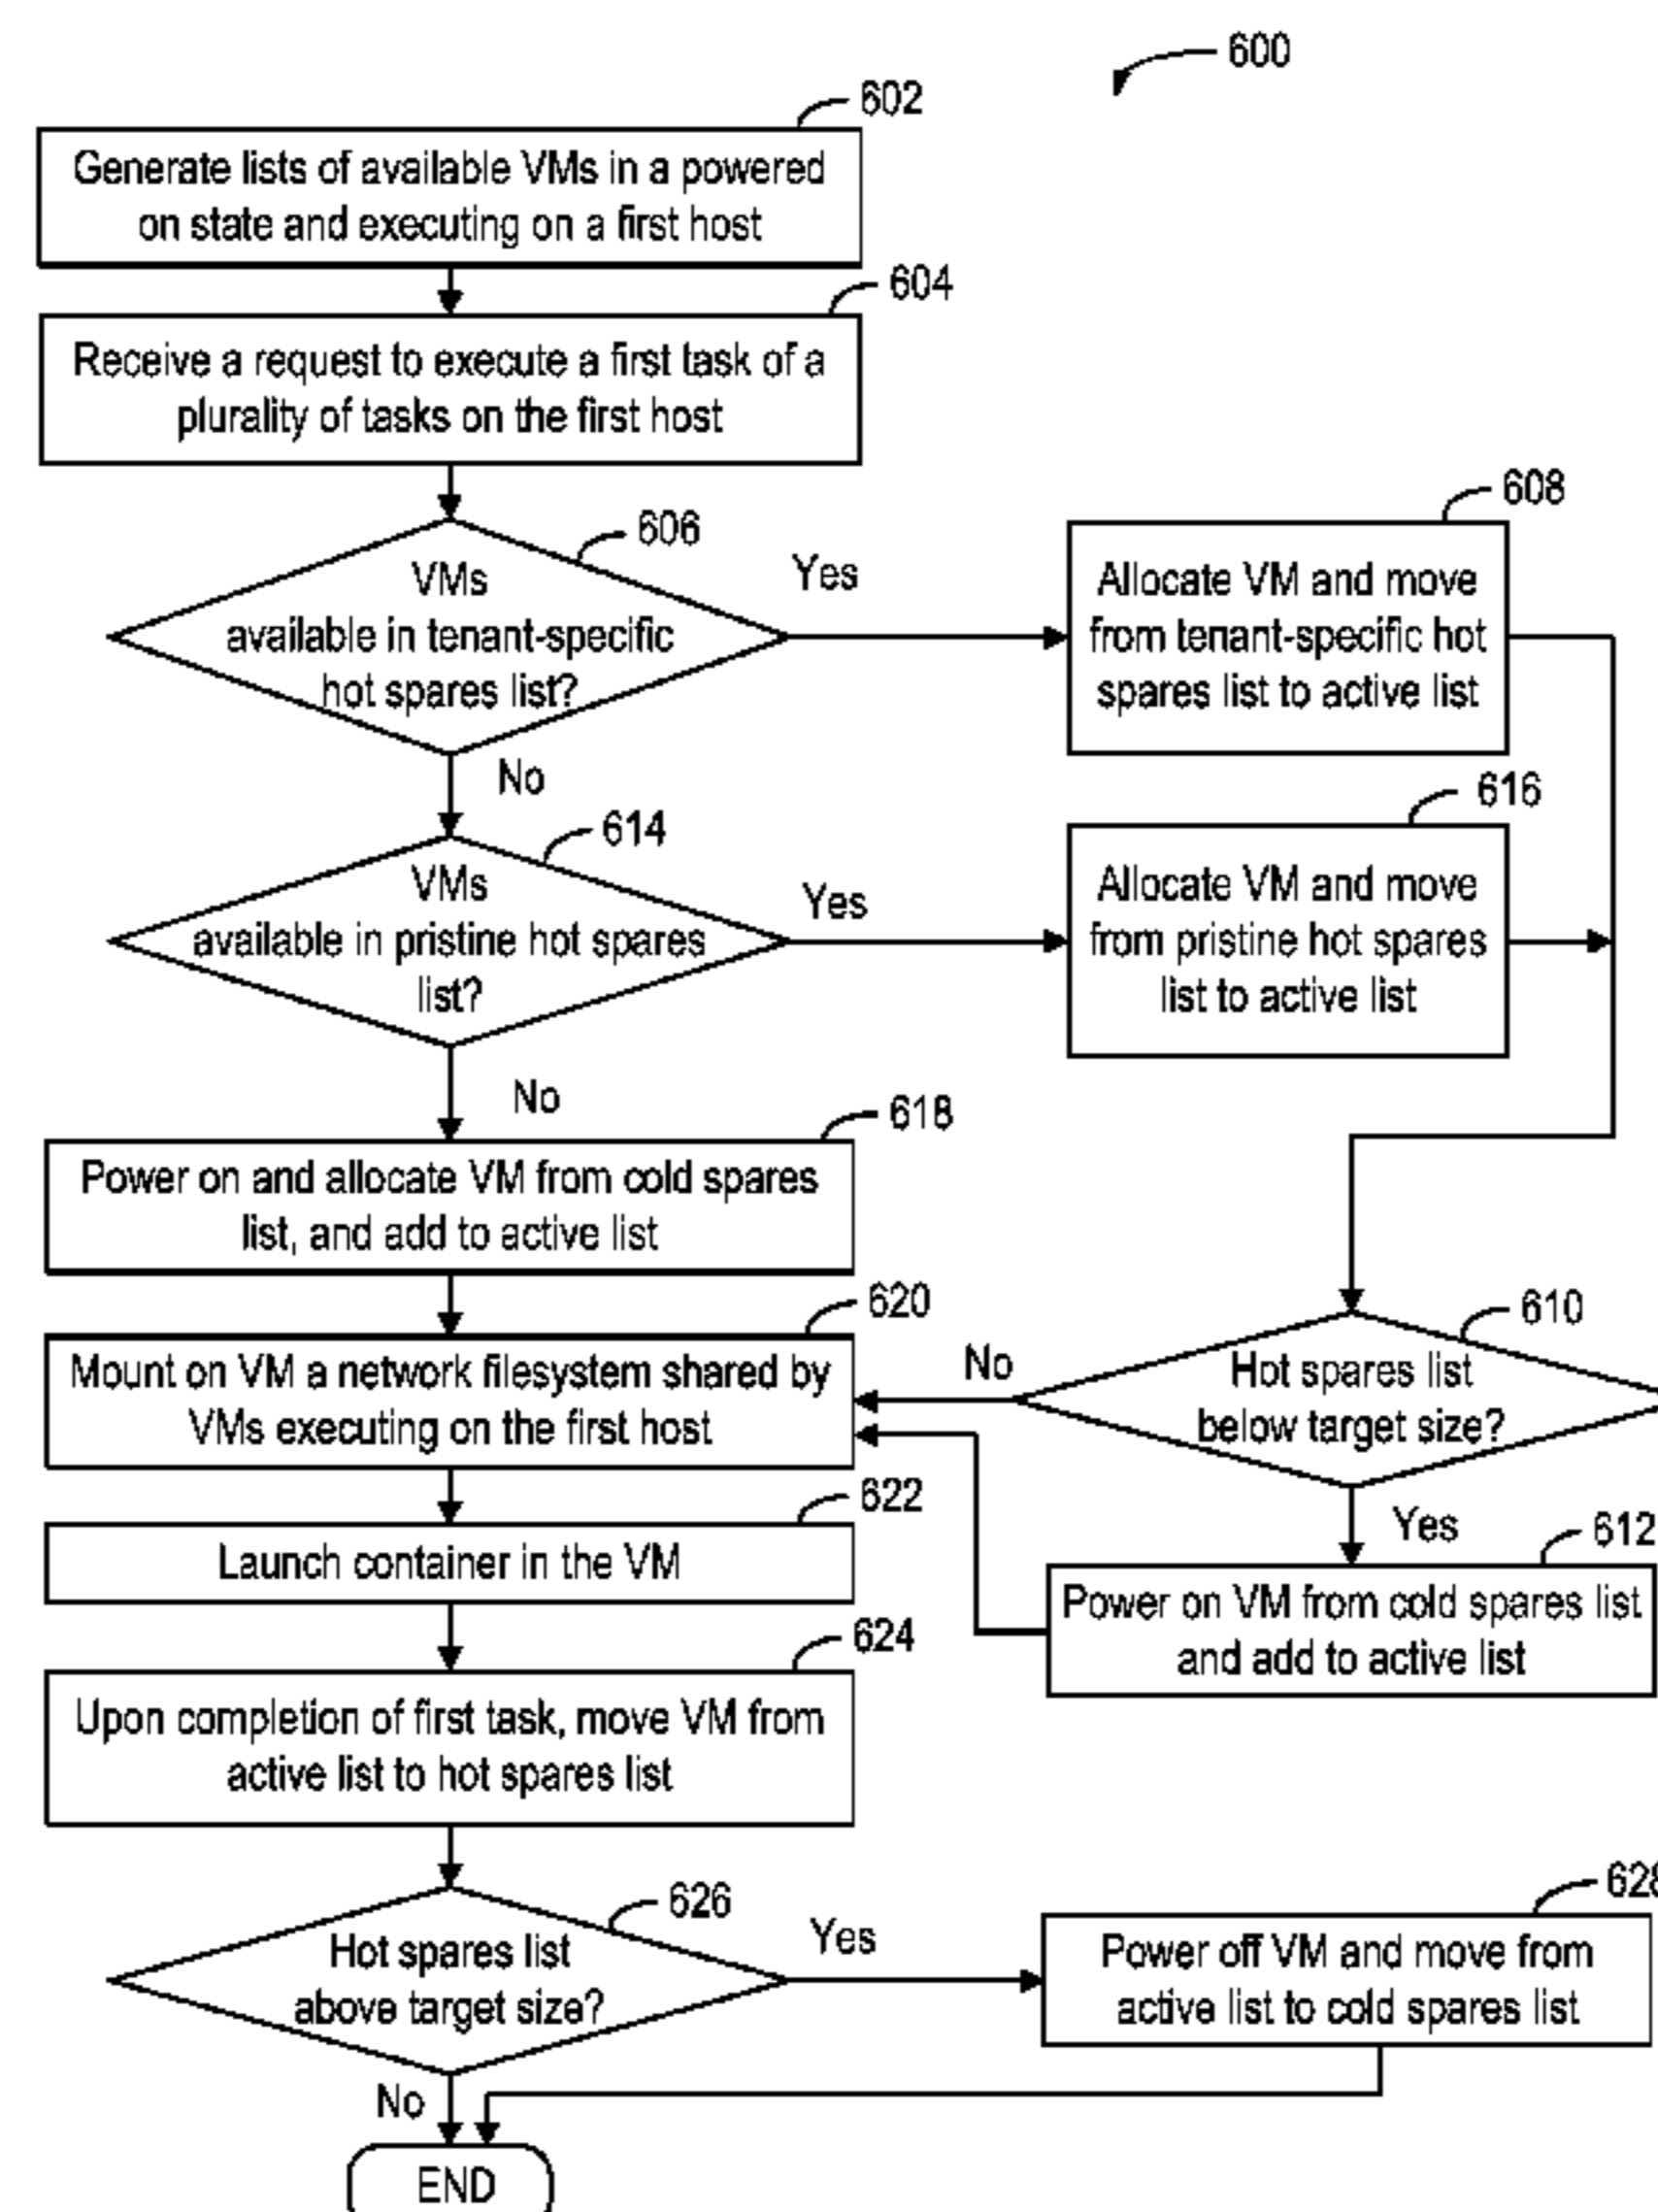 600
602
Generate lists of available VMs in a powered
on state and executing on a first host
604
Receive a request to execute a first task of a
plurality of tasks on the first host
606
VMs
available in tenant-specific
hot spares list?
Yes
608
Allocate VM and move
from tenant-specific hot
spares list to active list
No
614
VMs
available in pristine hot spares
list?
Yes
616
Allocate VM and move
from pristine hot spares
list to active list
No
618
Power on and allocate VM from cold spares
list, and add to active list
610
Hot spares list
below target size?
No
Yes
612
Power on VM from cold spares list
and add to active list
620
Mount on VM a network filesystem shared by
VMs executing on the first host
622
Launch container in the VM
624
Upon completion of first task, move VM from
active list to hot spares list
626
Hot spares list
above target size?
Yes
628
Power off VM and move from
active list to cold spares list
No
END